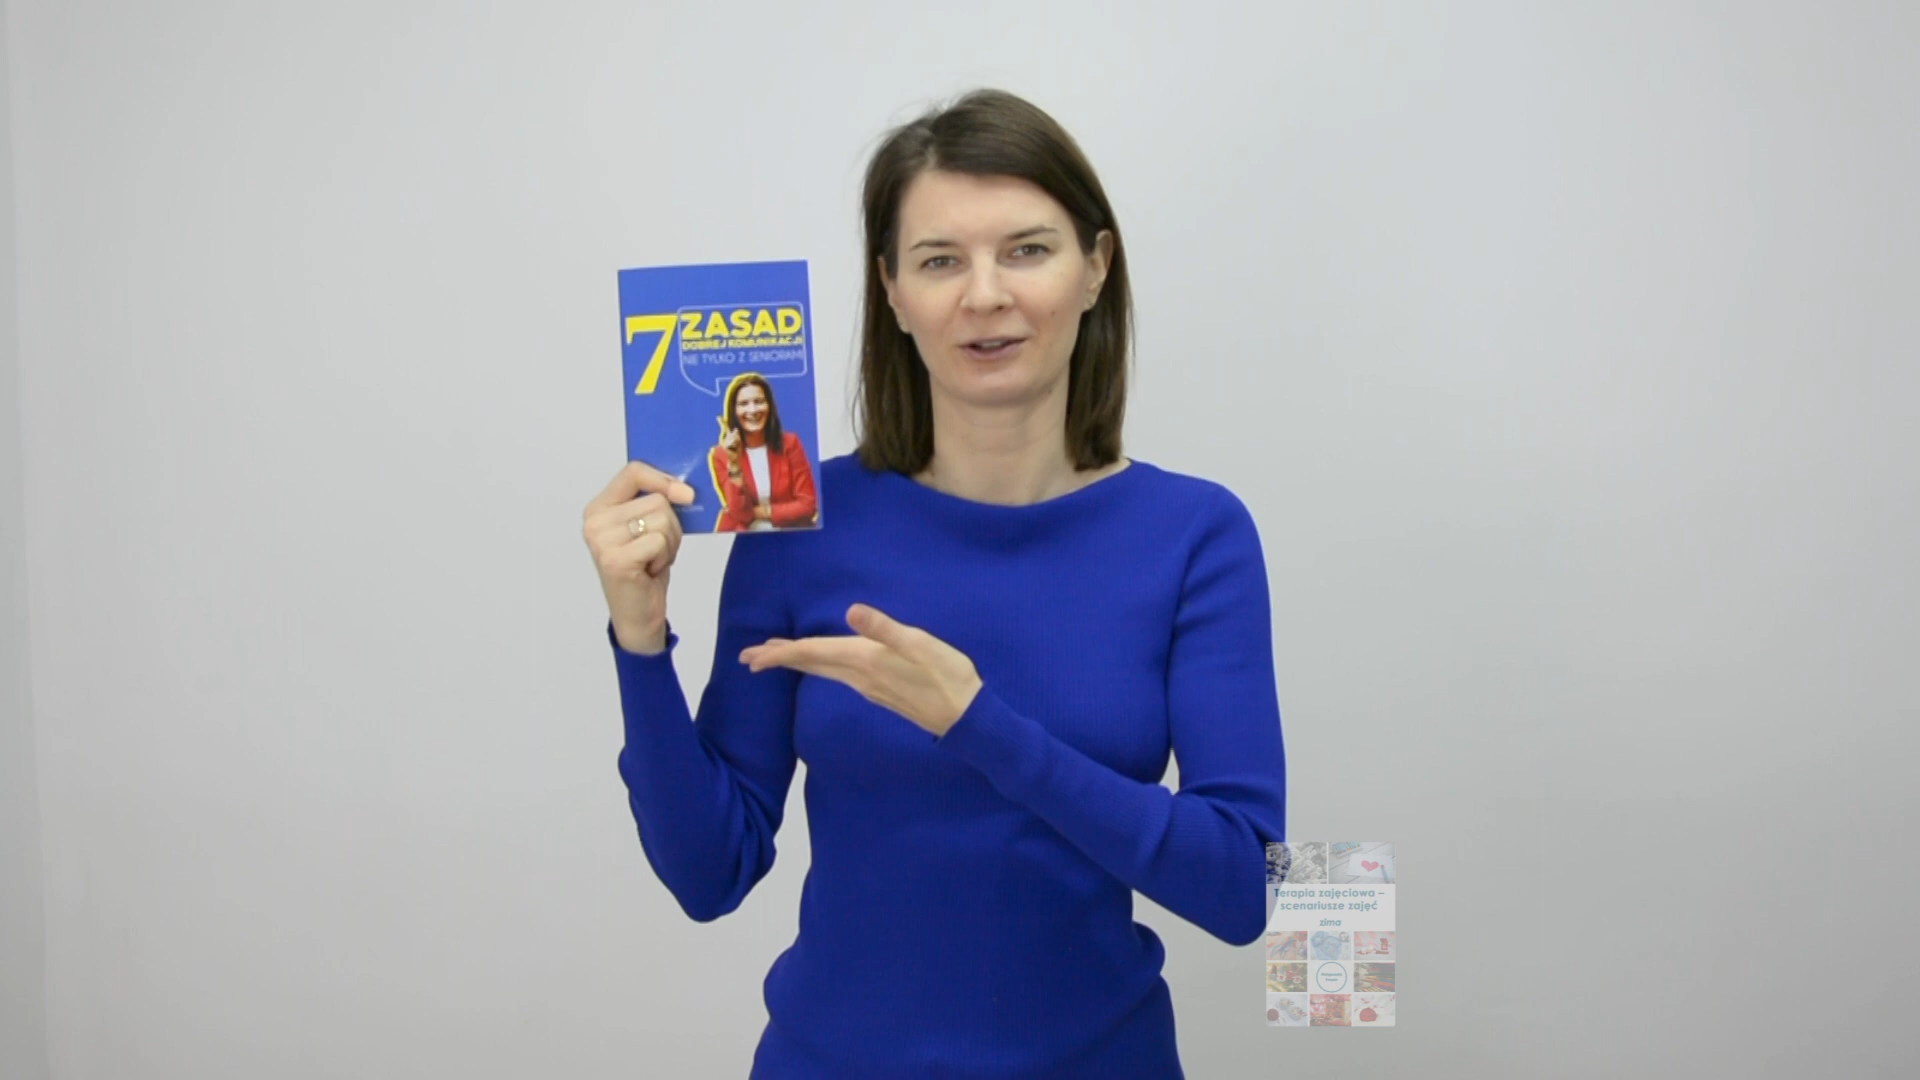 7 ZASAD
DOBREJ KOMUNIKACJI
NIE TYLKO Z SENIORAMI
Terapia zajęciowa –
scenariusze zajęć
zima